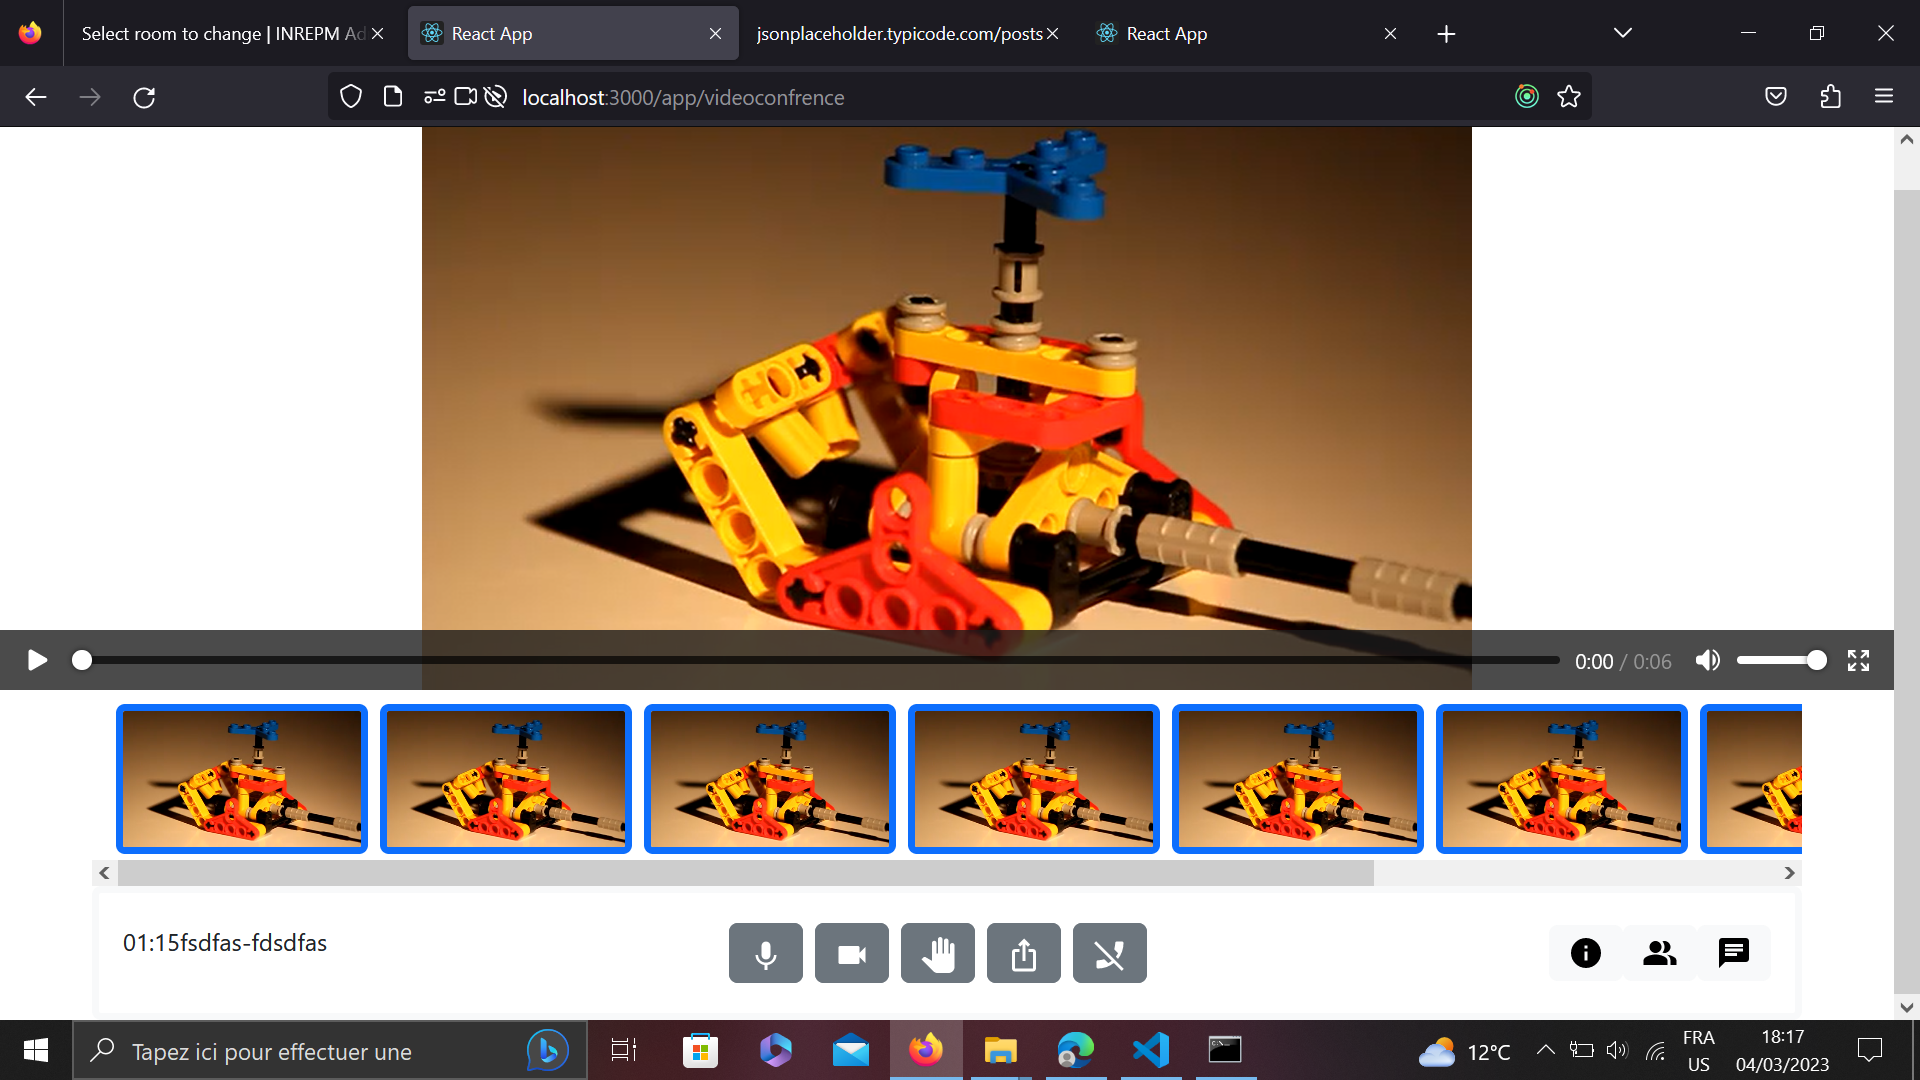 Select room to change | INREPM Ad
React App
jsonplaceholder.typicode.com/posts
React App
localhost:3000/app/videoconfrence
0:00 / 0:06
01:15fsdfas-fdsdfas
Tapez ici pour effectuer une
12°C
FRA
US
18:17
04/03/2023